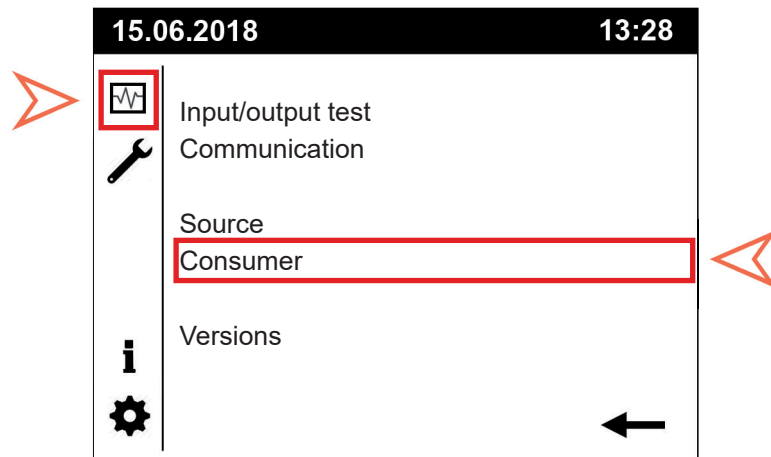 15.06.2018 13:28
Input/output test
Communication
Source
Consumer
Versions